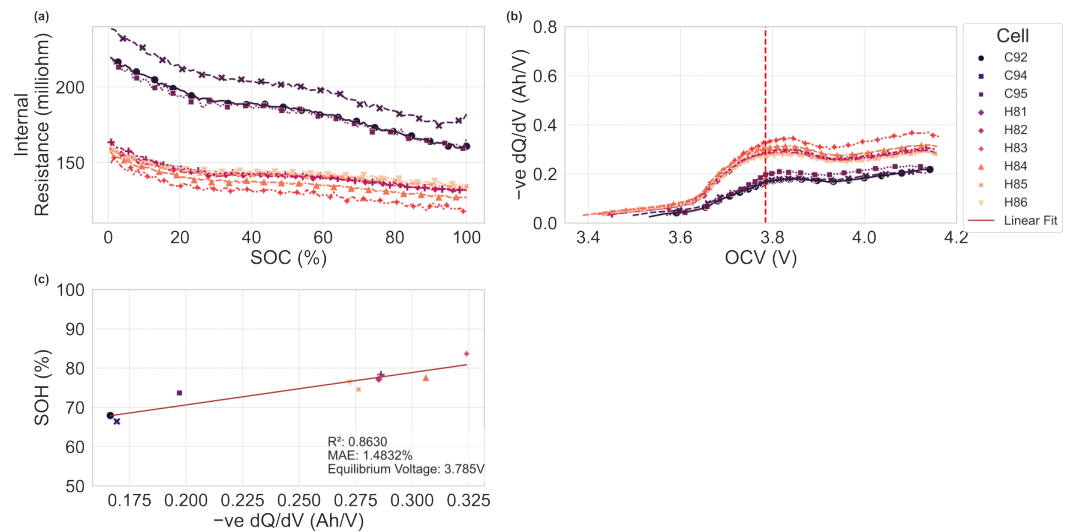 (a)
Internal
Resistance (milliohm)
200
150
0
20
40
60
80
100
SOC (%)
(b)
−ve dQ/dV (Ah/V)
0.8
0.6
0.4
0.2
0.0
3.4
3.6
3.8
4.0
4.2
OCV (V)
Cell
C92
C94
C95
H81
H82
H83
H84
H85
H86
Linear Fit
(c)
SOH (%)
100
90
80
70
60
50
R²: 0.8630
MAE: 1.4832%
Equilibrium Voltage: 3.785V
0.175
0.200
0.225
0.250
0.275
0.300
0.325
−ve dQ/dV (Ah/V)